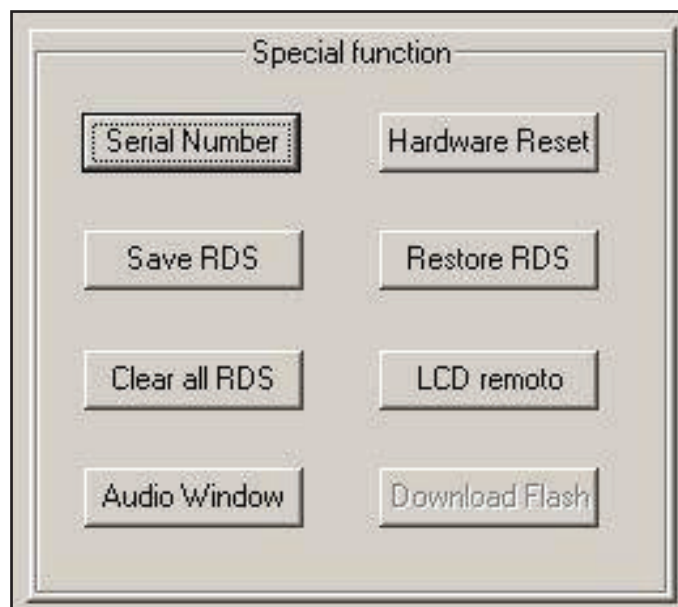 Special function
Serial Number Hardware Reset
Save RDS Restore RDS
Clear all RDS LCD remoto
Audio Window Download Flash